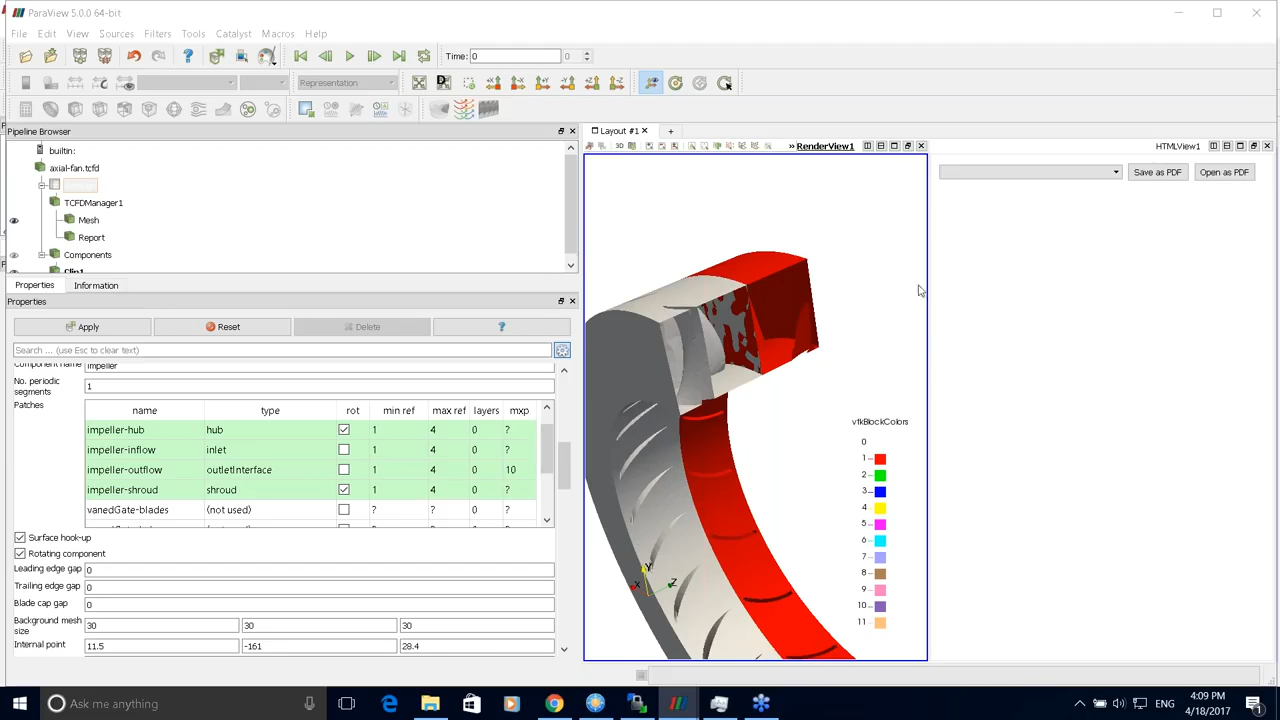 ParaView 5.0.0 64-bit
File Edit View Sources Filters Tools Catalyst Macros Help
Time: 0 0
Representation
Pipeline Browser
Layout #1
RenderView1
HTMLView1
builtin:
axial-fan.tcfd
TCFDManager1
Mesh
Report
Components
Clip1
3D
Save as PDF Open as PDF
Properties Information
Properties
Apply Reset Delete ?
Search ... (use Esc to clear text)
Component name impeller
No. periodic segments 1
Patches
name type rot min ref max ref layers mxp
impeller-hub hub 1 4 0 ?
impeller-inflow inlet 1 4 0 ?
impeller-outflow outletInterface 1 4 0 10
impeller-shroud shroud 1 4 0 ?
vanedGate-blades (not used) ? ? 0 ?
Surface hook-up
Rotating component
Leading edge gap 0
Trailing edge gap 0
Blade cap gap 0
Background mesh size 30 30 30
Internal point 11.5 -161 28.4
vtkBlockColors
0
1
2
3
4
5
6
7
8
9
10
11
X Y Z
Ask me anything
ENG
4:09 PM
4/18/2017
1